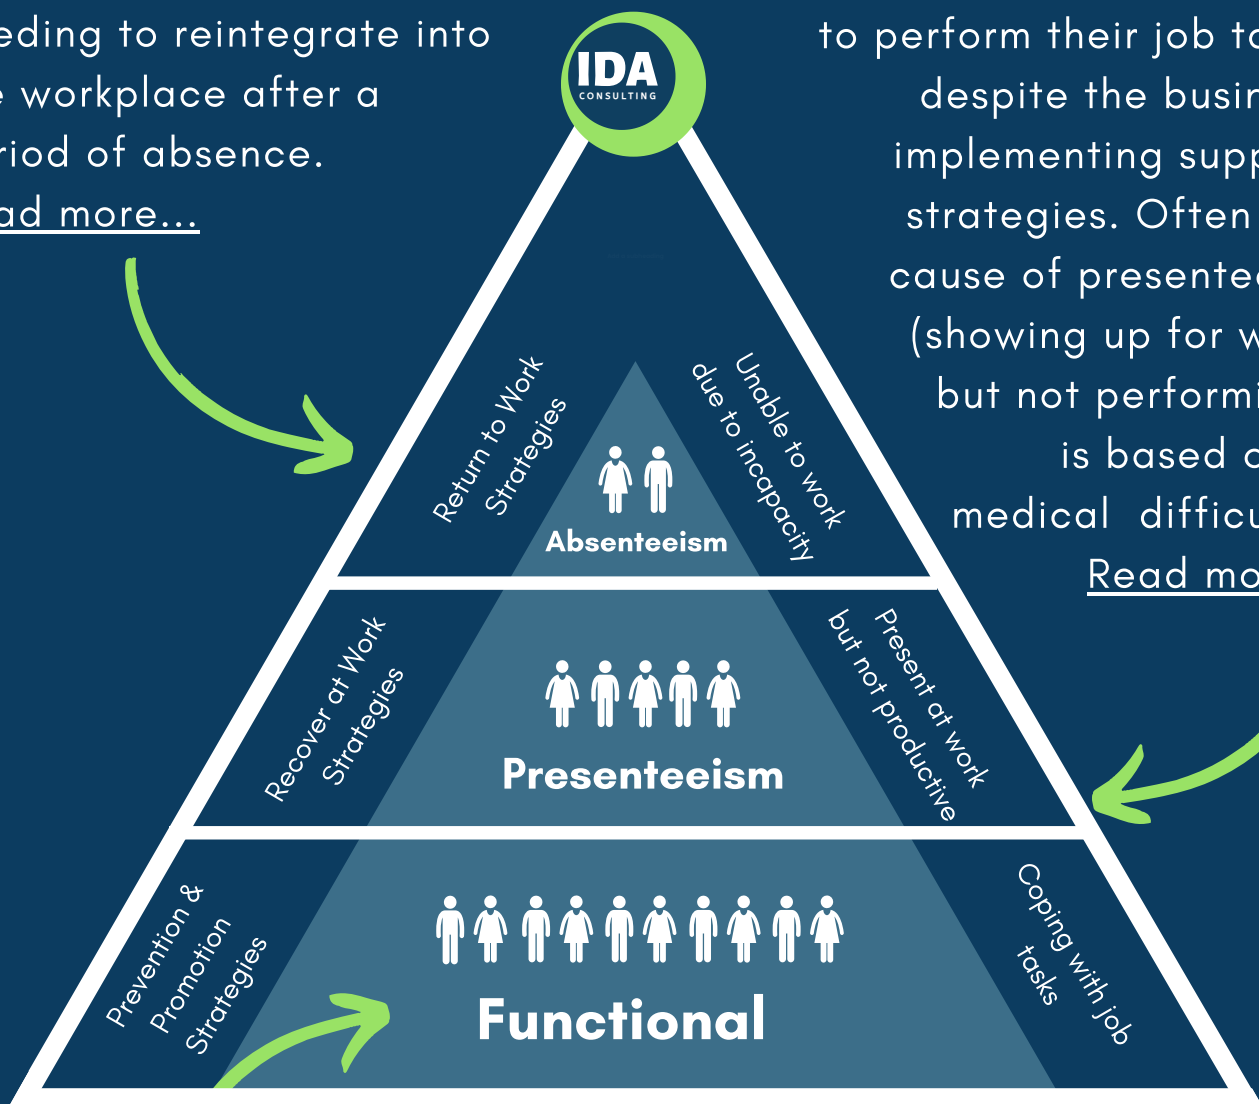 eding to reintegrate into
workplace after a
riod of absence.
ad more...
IDA
CONSULTING
to perform their job to
despite the busin
implementing supp
strategies. Often
cause of presentee
(showing up for w
but not performi
is based o
medical difficu
Read mo
Return to Work
Strategies
Unable to work
due to incapacity
Absenteeism
Recover at Work
Strategies
Present at work
but not productive
Presenteeism
Prevention &
Promotion
Strategies
Coping with job
tasks
Functional